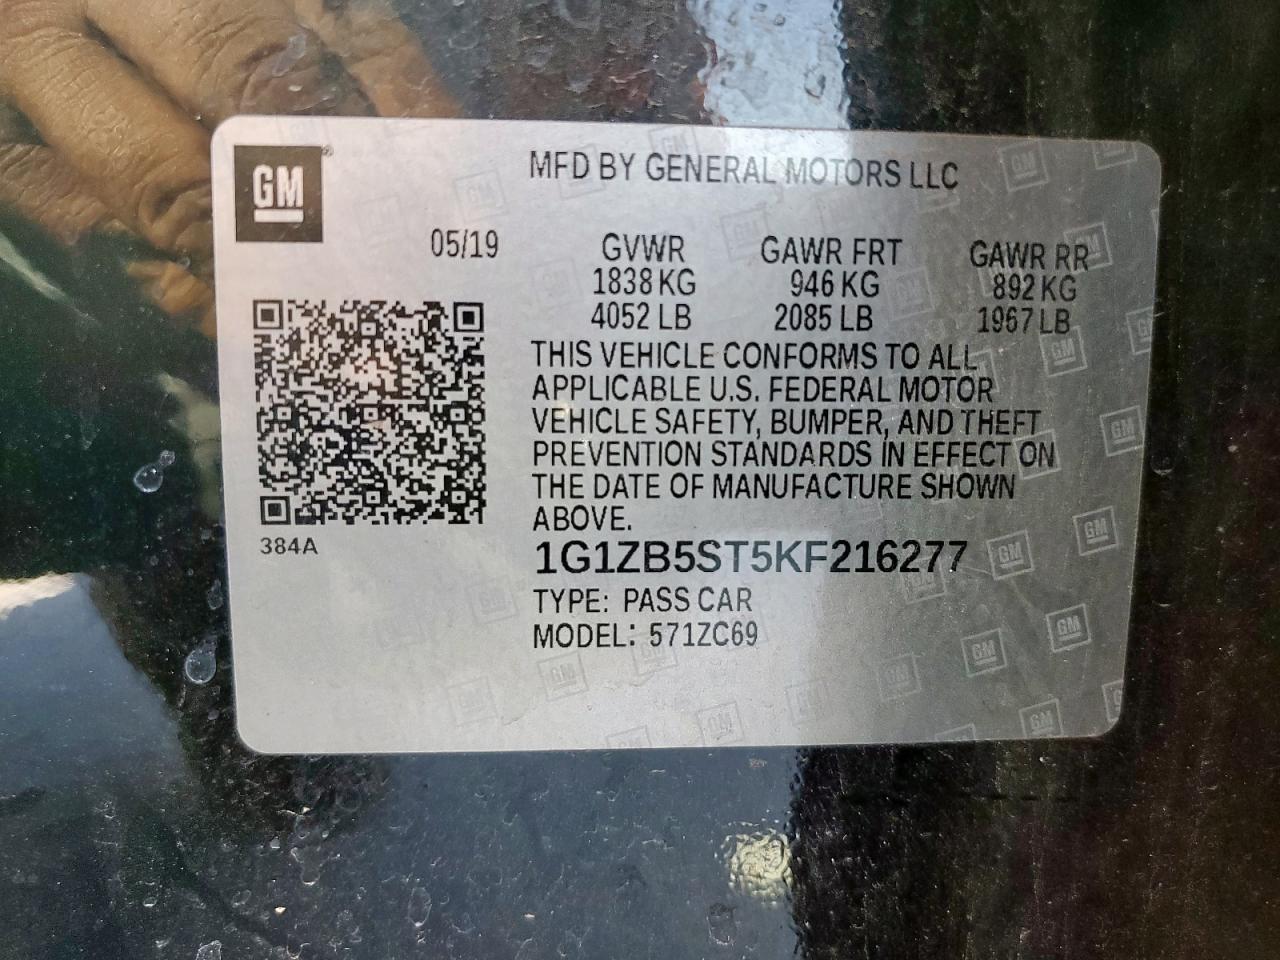 GM
MFD BY GENERAL MOTORS LLC
05/19
GVWR GAWR FRT GAWR RR
1838 KG 946 KG 892 KG
4052 LB 2085 LB 1967 LB
THIS VEHICLE CONFORMS TO ALL
APPLICABLE U.S. FEDERAL MOTOR
VEHICLE SAFETY, BUMPER, AND THEFT
PREVENTION STANDARDS IN EFFECT ON
THE DATE OF MANUFACTURE SHOWN
ABOVE.
384A
1G1ZB5ST5KF216277
TYPE: PASS CAR
MODEL: 571ZC69